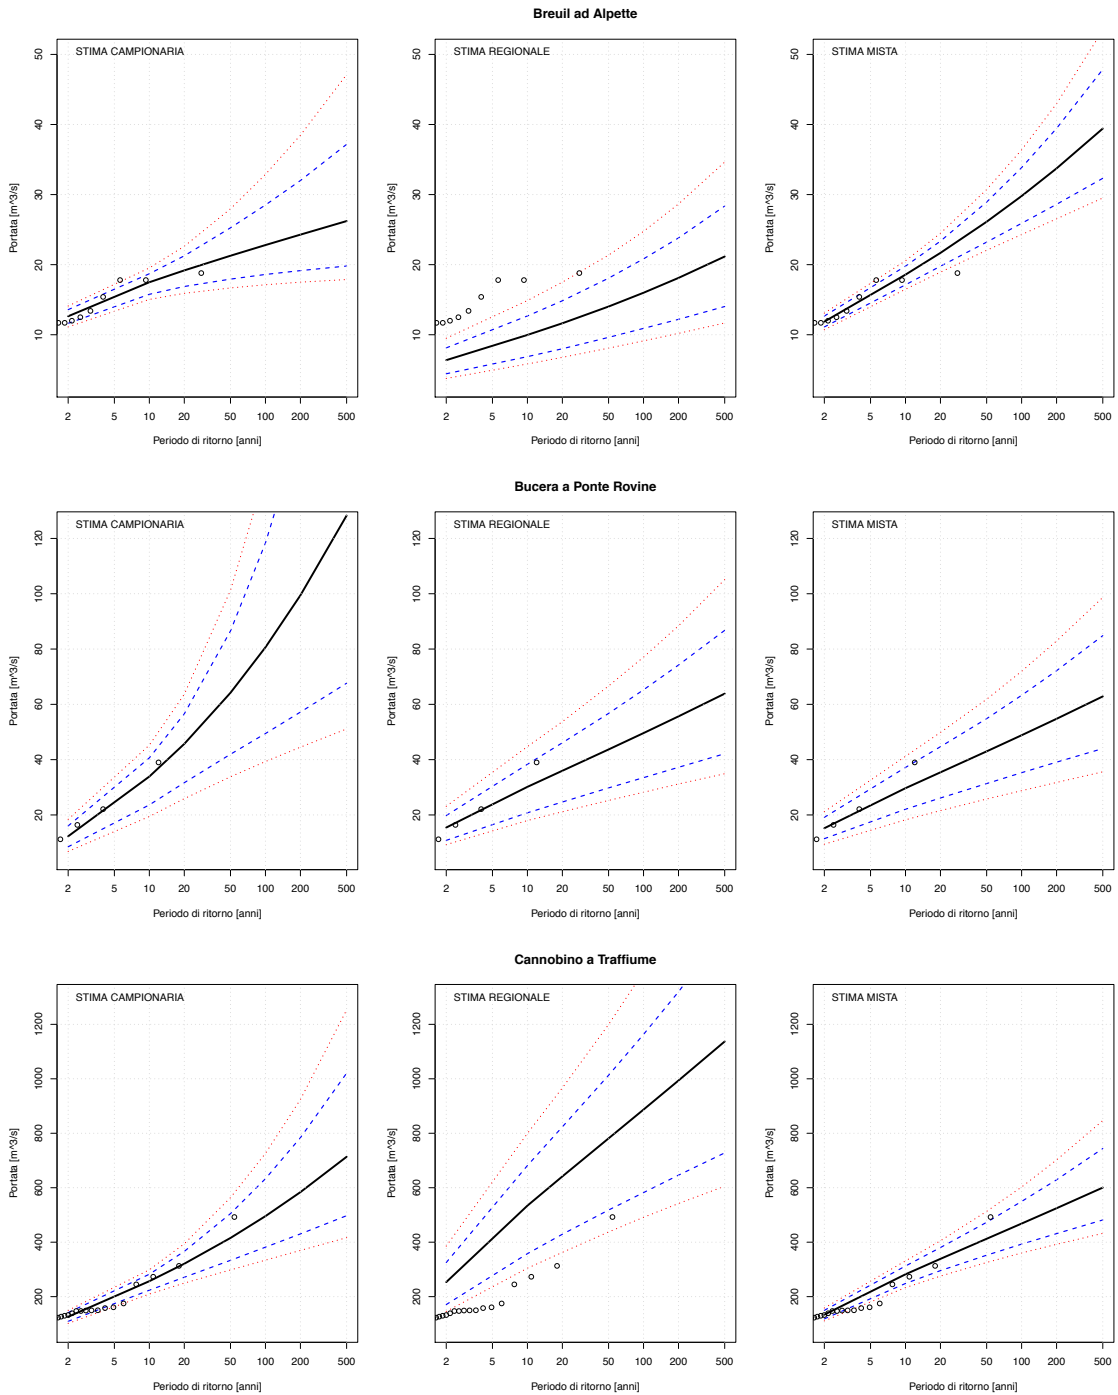 Breuil ad Alpette
STIMA CAMPIONARIA
Portata [m^3/s]
50
40
30
20
10
2 5 10 20 50 100 200 500
Periodo di ritorno [anni]
STIMA REGIONALE
Portata [m^3/s]
50
40
30
20
10
2 5 10 20 50 100 200 500
Periodo di ritorno [anni]
STIMA MISTA
Portata [m^3/s]
50
40
30
20
10
2 5 10 20 50 100 200 500
Periodo di ritorno [anni]
Bucera a Ponte Rovine
STIMA CAMPIONARIA
Portata [m^3/s]
120
100
80
60
40
20
2 5 10 20 50 100 200 500
Periodo di ritorno [anni]
STIMA REGIONALE
Portata [m^3/s]
120
100
80
60
40
20
2 5 10 20 50 100 200 500
Periodo di ritorno [anni]
STIMA MISTA
Portata [m^3/s]
120
100
80
60
40
20
2 5 10 20 50 100 200 500
Periodo di ritorno [anni]
Cannobino a Traffiume
STIMA CAMPIONARIA
Portata [m^3/s]
1200
1000
800
600
400
200
2 5 10 20 50 100 200 500
Periodo di ritorno [anni]
STIMA REGIONALE
Portata [m^3/s]
1200
1000
800
600
400
200
2 5 10 20 50 100 200 500
Periodo di ritorno [anni]
STIMA MISTA
Portata [m^3/s]
1200
1000
800
600
400
200
2 5 10 20 50 100 200 500
Periodo di ritorno [anni]